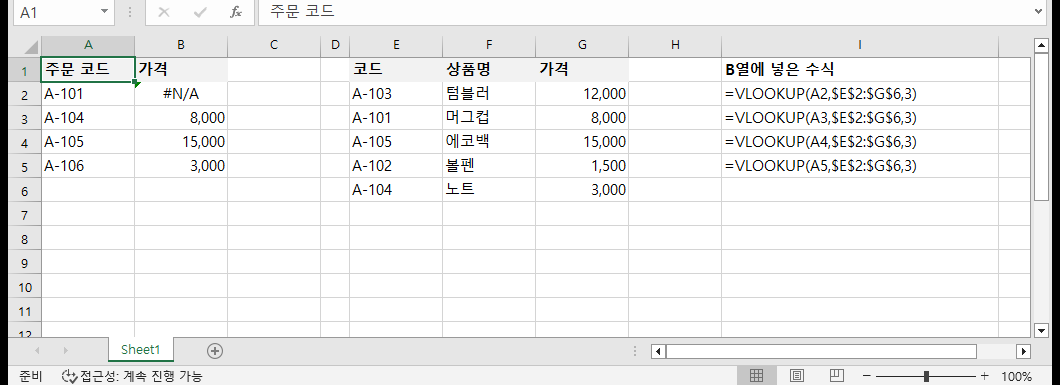 A1 fx 주문 코드
A B C D E F G H I
1 주문 코드 가격 코드 상품명 가격 B열에 넣은 수식
2 A-101 #N/A A-103 텀블러 12,000 =VLOOKUP(A2,$E$2:$G$6,3)
3 A-104 8,000 A-101 머그컵 8,000 =VLOOKUP(A3,$E$2:$G$6,3)
4 A-105 15,000 A-105 에코백 15,000 =VLOOKUP(A4,$E$2:$G$6,3)
5 A-106 3,000 A-102 볼펜 1,500 =VLOOKUP(A5,$E$2:$G$6,3)
6 A-104 노트 3,000
7
8
9
10
11
12
Sheet1
준비 접근성: 계속 진행 가능 100%